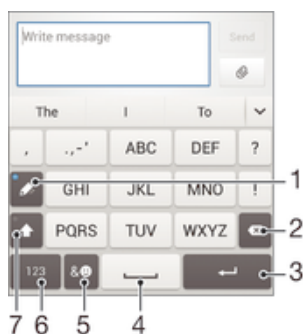 Write message
Send
The I To
, .,-' ABC DEF ?
GHI JKL MNO !
1
PQRS TUV WXYZ
2
123 &
3
7 6 5 4